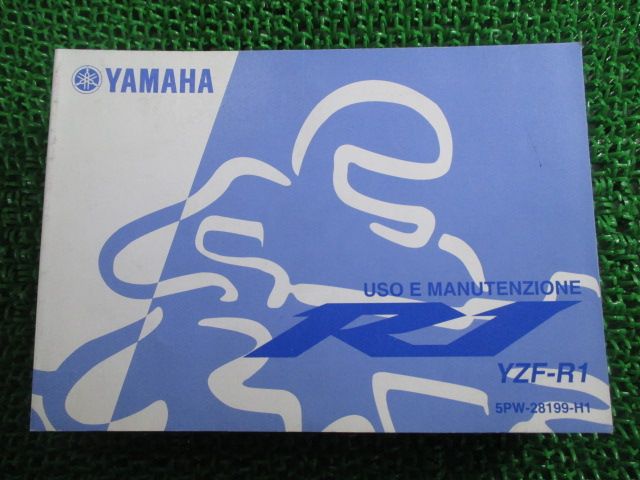 YAMAHA
USO E MANUTENZIONE
R1
YZF-R1
5PW-28199-H1